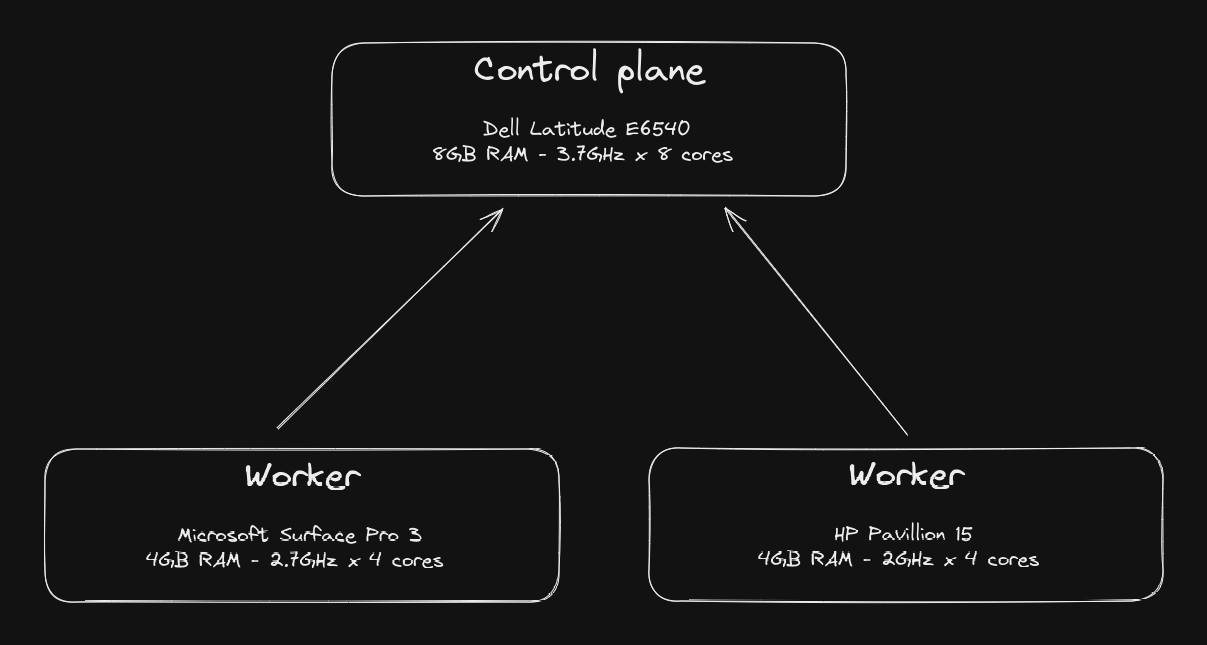 Control plane
Dell Latitude E6540
8GB RAM - 3.7GHz x 8 cores
Worker
Microsoft Surface Pro 3
4GB RAM - 2.7GHz x 4 cores
Worker
HP Pavillion 15
4GB RAM - 2GHz x 4 cores